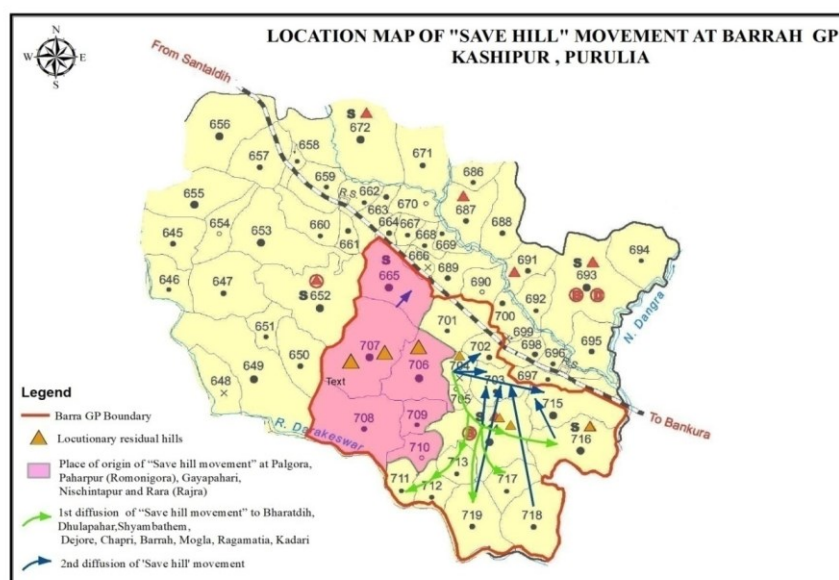 LOCATION MAP OF "SAVE HILL" MOVEMENT AT BARRAH GP
KASHIPUR , PURULIA
N
W E
S
From Santaldih
656
S
672
658
657
671
659
686
655
662
663
R.S.
670
687
645
654
653
660
661
664
667
668
669
688
666
691
S
693
694
646
647
S
652
S
665
689
690
692
700
651
701
699
698
696
R.S.
695
N. Dangra
649
650
707
706
702
704
703
697
648
Text
705
715
To Bankura
R. Darakeswar
708
709
S
S
716
710
713
711
712
717
719
718
Legend
Barra GP Boundary
Locutionary residual hills
Place of origin of “Save hill movement” at Palgora,
Paharpur (Romonigora), Gayapahari,
Nischintapur and Rara (Rajra)
1st diffusion of “Save hill movement” to Bharatdih,
Dhulapahar,Shyambathem,
Dejore, Chapri, Barrah, Mogla, Ragamatia, Kadari
2nd diffusion of 'Save hill' movement